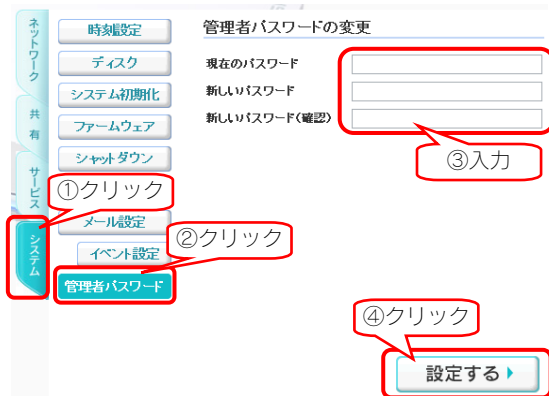 ネットワーク
共有
サービス
システム
時刻設定
ディスク
システム初期化
ファームウェア
シャットダウン
メール設定
イベント設定
管理者パスワード
管理者パスワードの変更
現在のパスワード
新しいパスワード
新しいパスワード(確認)
①クリック
②クリック
③入力
④クリック
設定する